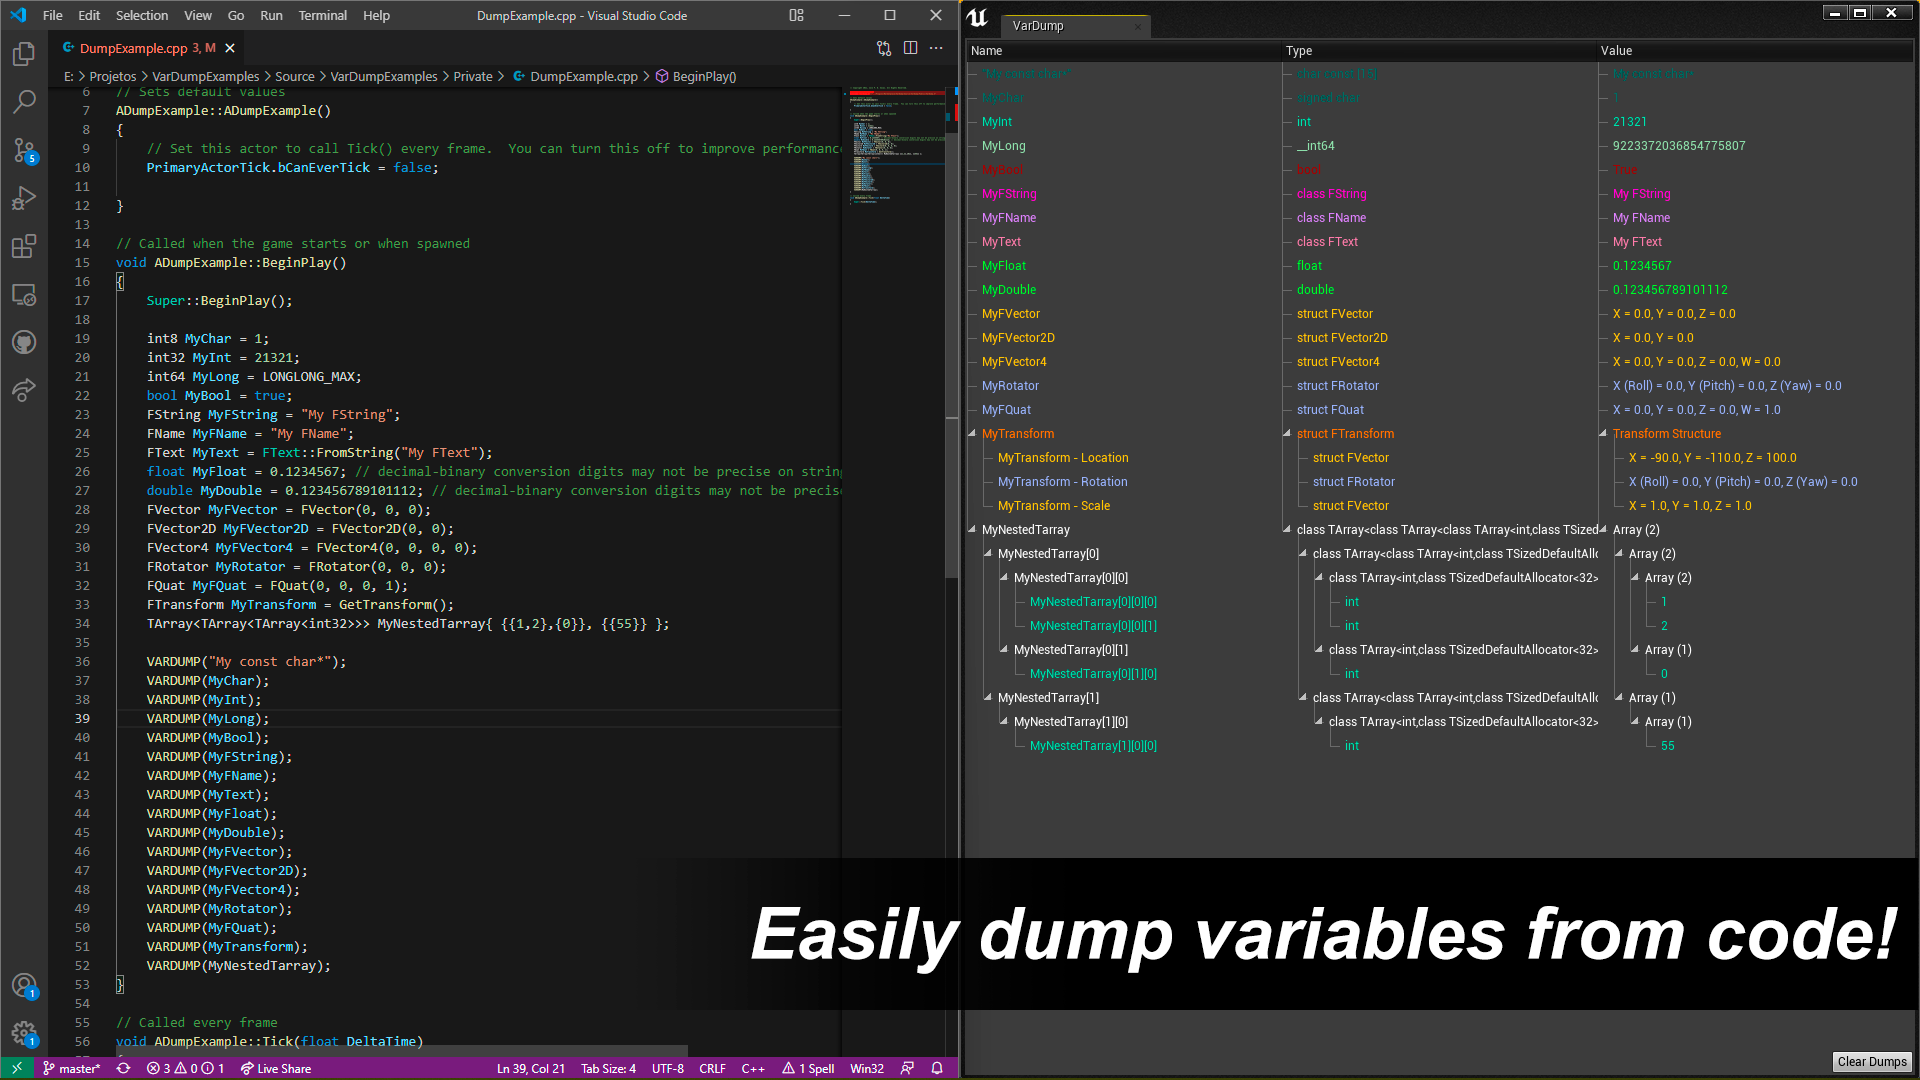 File Edit Selection View Go Run Terminal Help DumpExample.cpp - Visual Studio Code
DumpExample.cpp 3, M
E: > Projetos > VarDumpExamples > Source > VarDumpExamples > Private > DumpExample.cpp > BeginPlay()
6 // Sets default values
7 ADumpExample::ADumpExample()
8 {
9 // Set this actor to call Tick() every frame.  You can turn this off to improve performanc
10 PrimaryActorTick.bCanEverTick = false;
11
12 }
13
14 // Called when the game starts or when spawned
15 void ADumpExample::BeginPlay()
16 {
17 Super::BeginPlay();
18
19 int8 MyChar = 1;
20 int32 MyInt = 21321;
21 int64 MyLong = LONGLONG_MAX;
22 bool MyBool = true;
23 FString MyFString = "My FString";
24 FName MyFName = "My FName";
25 FText MyText = FText::FromString("My FText");
26 float MyFloat = 0.1234567; // decimal-binary conversion digits may not be precise on strin
27 double MyDouble = 0.123456789101112; // decimal-binary conversion digits may not be precis
28 FVector MyFVector = FVector(0, 0, 0);
29 FVector2D MyFVector2D = FVector2D(0, 0);
30 FVector4 MyFVector4 = FVector4(0, 0, 0, 0);
31 FRotator MyRotator = FRotator(0, 0, 0);
32 FQuat MyFQuat = FQuat(0, 0, 0, 1);
33 FTransform MyTransform = GetTransform();
34 TArray<TArray<TArray<int32>>> MyNestedTarray{ {{1,2},{0}}, {{55}} };
35
36 VARDUMP("My const char*");
37 VARDUMP(MyChar);
38 VARDUMP(MyInt);
39 VARDUMP(MyLong);
40 VARDUMP(MyBool);
41 VARDUMP(MyFString);
42 VARDUMP(MyFName);
43 VARDUMP(MyText);
44 VARDUMP(MyFloat);
45 VARDUMP(MyDouble);
46 VARDUMP(MyFVector);
47 VARDUMP(MyFVector2D);
48 VARDUMP(MyFVector4);
49 VARDUMP(MyRotator);
50 VARDUMP(MyFQuat);
51 VARDUMP(MyTransform);
52 VARDUMP(MyNestedTarray);
53 }
54
55 // Called every frame
56 void ADumpExample::Tick(float DeltaTime)
5
1
1
master* 3 0 1 Live Share Ln 39, Col 21 Tab Size: 4 UTF-8 CRLF C++ 1 Spell Win32
VarDump
Name Type Value
"My const char*" char const [15] My const char*
MyChar signed char 1
MyInt int 21321
MyLong __int64 9223372036854775807
MyBool bool True
MyFString class FString My FString
MyFName class FName My FName
MyText class FText My FText
MyFloat float 0.1234567
MyDouble double 0.123456789101112
MyFVector struct FVector X = 0.0, Y = 0.0, Z = 0.0
MyFVector2D struct FVector2D X = 0.0, Y = 0.0
MyFVector4 struct FVector4 X = 0.0, Y = 0.0, Z = 0.0, W = 0.0
MyRotator struct FRotator X (Roll) = 0.0, Y (Pitch) = 0.0, Z (Yaw) = 0.0
MyFQuat struct FQuat X = 0.0, Y = 0.0, Z = 0.0, W = 1.0
MyTransform struct FTransform Transform Structure
MyTransform - Location struct FVector X = -90.0, Y = -110.0, Z = 100.0
MyTransform - Rotation struct FRotator X (Roll) = 0.0, Y (Pitch) = 0.0, Z (Yaw) = 0.0
MyTransform - Scale struct FVector X = 1.0, Y = 1.0, Z = 1.0
MyNestedTarray class TArray<class TArray<class TArray<int,class TSized Array (2)
MyNestedTarray[0] class TArray<class TArray<int,class TSizedDefaultAllo Array (2)
MyNestedTarray[0][0] class TArray<int,class TSizedDefaultAllocator<32> Array (2)
MyNestedTarray[0][0][0] int 1
MyNestedTarray[0][0][1] int 2
MyNestedTarray[0][1] class TArray<int,class TSizedDefaultAllocator<32> Array (1)
MyNestedTarray[0][1][0] int 0
MyNestedTarray[1] class TArray<class TArray<int,class TSizedDefaultAllo Array (1)
MyNestedTarray[1][0] class TArray<int,class TSizedDefaultAllocator<32> Array (1)
MyNestedTarray[1][0][0] int 55
Easily dump variables from code!
Clear Dumps